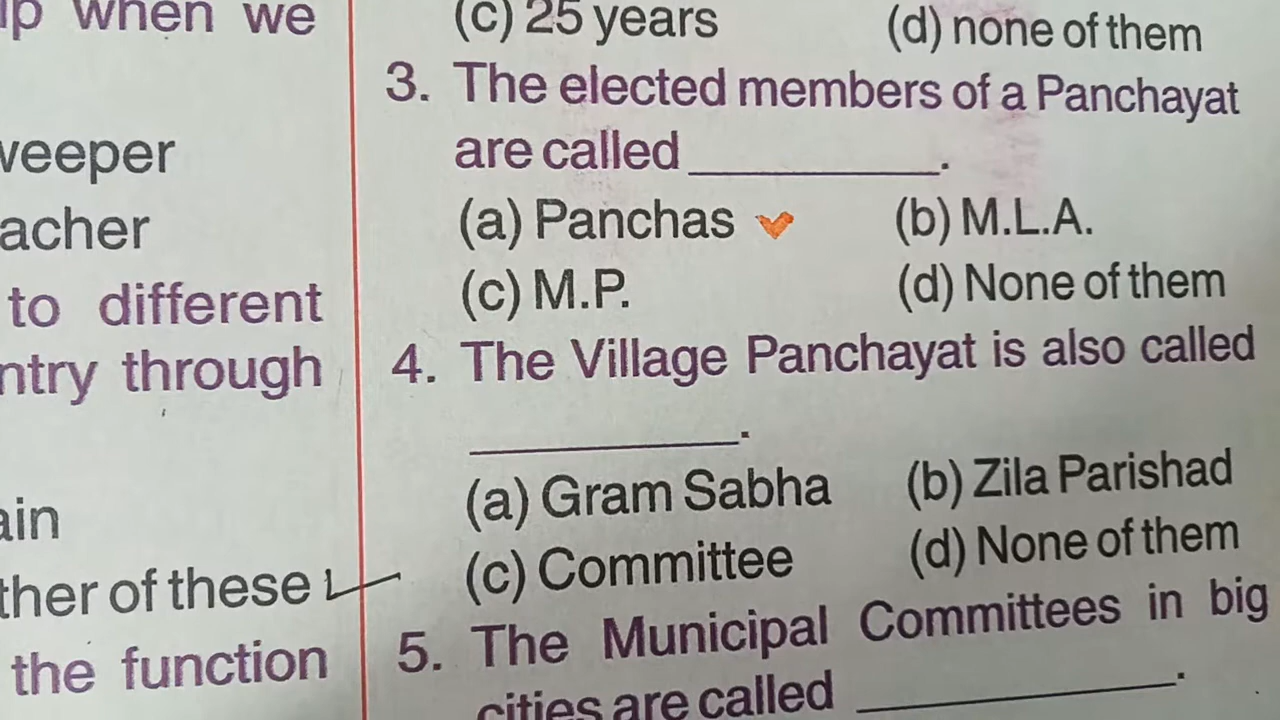 when we
weeper
acher
to different
ntry through
ain
ther of these
the function
(c) 25 years (d) none of them
3. The elected members of a Panchayat
are called ____________.
(a) Panchas (b) M.L.A.
(c) M.P. (d) None of them
4. The Village Panchayat is also called
____________.
(a) Gram Sabha (b) Zila Parishad
(c) Committee (d) None of them
5. The Municipal Committees in big
cities are called ____________.